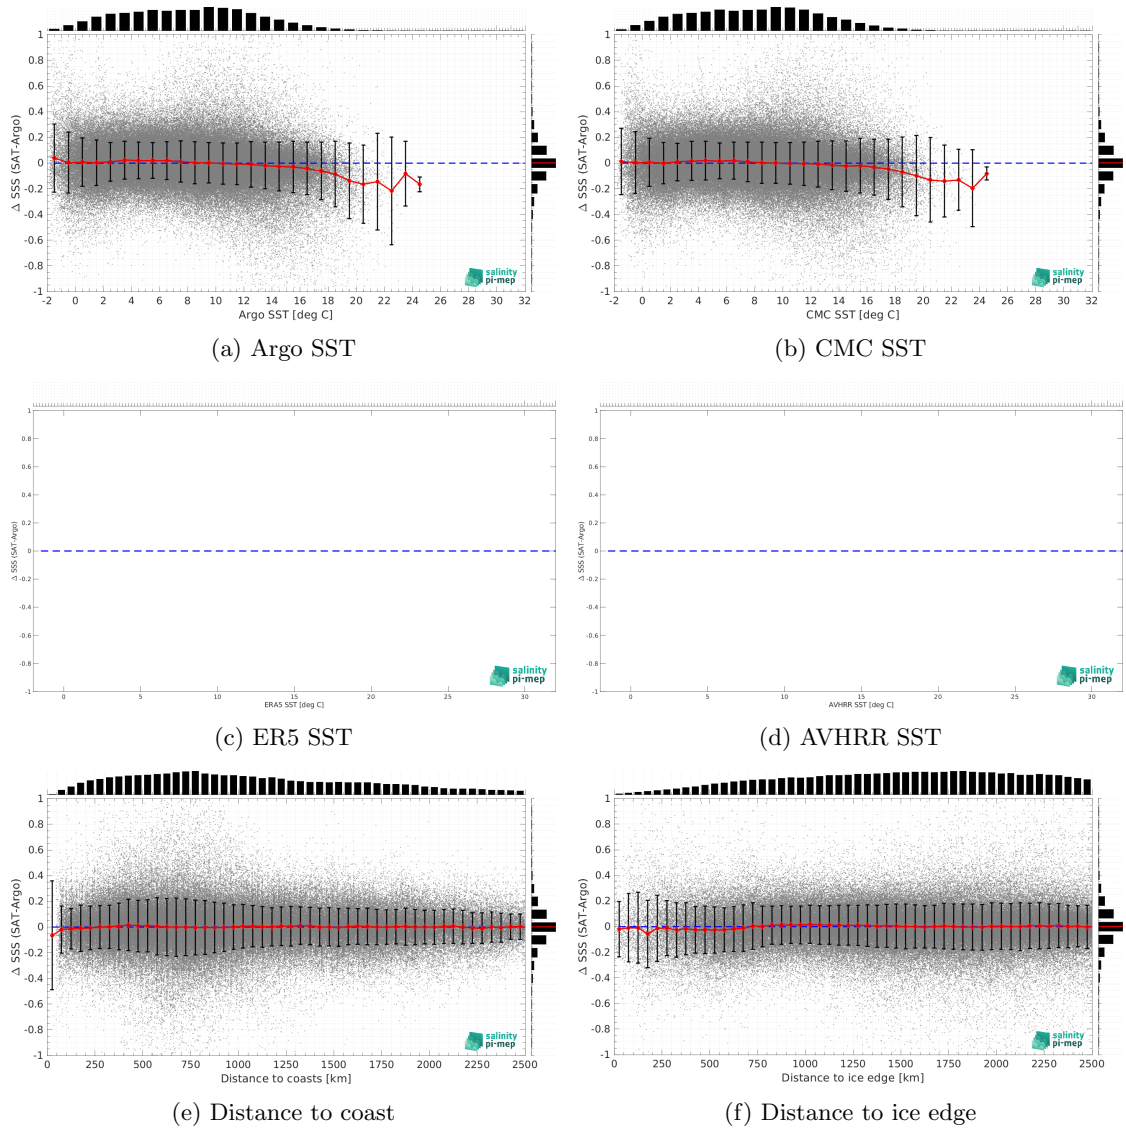 1
0.8
0.6
0.4
0.2
0
-0.2
-0.4
-0.6
-0.8
-1
Δ SSS (SAT-Argo)
-2 0 2 4 6 8 10 12 14 16 18 20 22 24 26 28 30 32
Argo SST [deg C]
salinity
pi-mep
(a) Argo SST
1
0.8
0.6
0.4
0.2
0
-0.2
-0.4
-0.6
-0.8
-1
Δ SSS (SAT-Argo)
-2 0 2 4 6 8 10 12 14 16 18 20 22 24 26 28 30 32
CMC SST [deg C]
salinity
pi-mep
(b) CMC SST
1
0.8
0.6
0.4
0.2
0
-0.2
-0.4
-0.6
-0.8
-1
Δ SSS (SAT-Argo)
0 5 10 15 20 25 30
ERA5 SST [deg C]
salinity
pi-mep
(c) ER5 SST
1
0.8
0.6
0.4
0.2
0
-0.2
-0.4
-0.6
-0.8
-1
Δ SSS (SAT-Argo)
0 5 10 15 20 25 30
AVHRR SST [deg C]
salinity
pi-mep
(d) AVHRR SST
1
0.8
0.6
0.4
0.2
0
-0.2
-0.4
-0.6
-0.8
-1
Δ SSS (SAT-Argo)
0 250 500 750 1000 1250 1500 1750 2000 2250 2500
Distance to coasts [km]
salinity
pi-mep
(e) Distance to coast
1
0.8
0.6
0.4
0.2
0
-0.2
-0.4
-0.6
-0.8
-1
Δ SSS (SAT-Argo)
0 250 500 750 1000 1250 1500 1750 2000 2250 2500
Distance to ice edge [km]
salinity
pi-mep
(f) Distance to ice edge